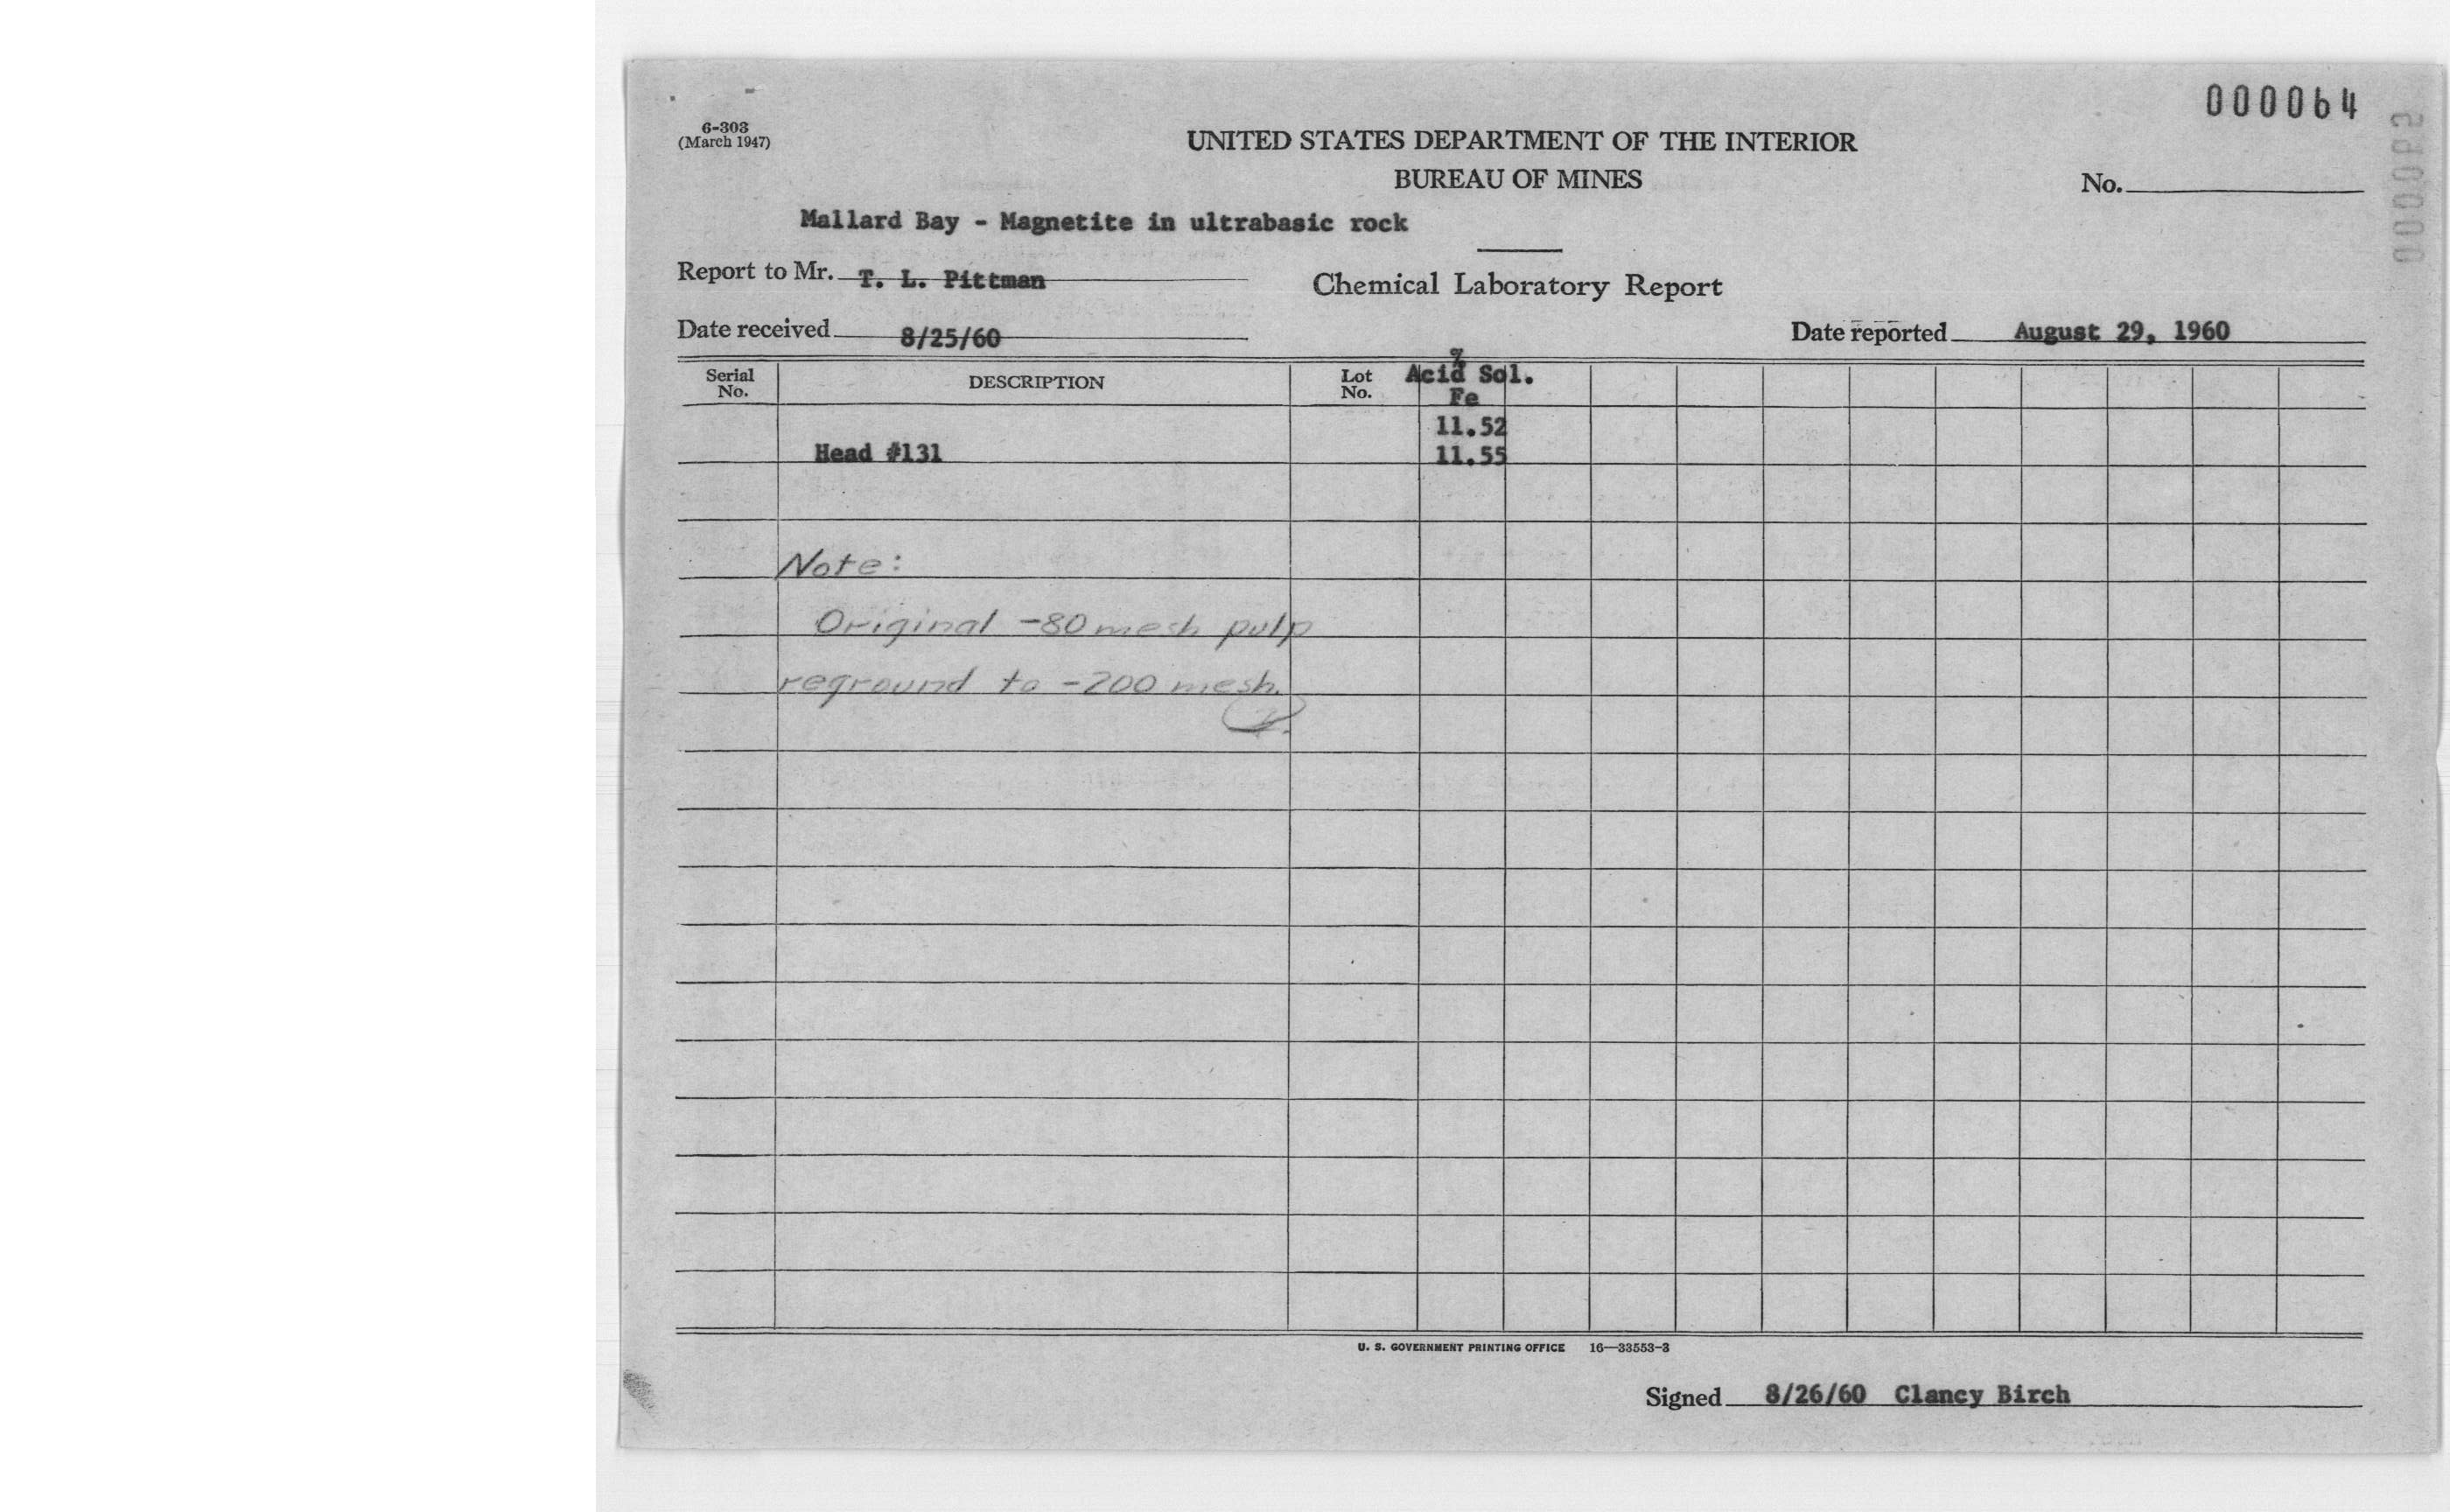 000064
6-303
(March 1947)
UNITED STATES DEPARTMENT OF THE INTERIOR
BUREAU OF MINES
No.
000065
Mallard Bay - Magnetite in ultrabasic rock
Report to Mr. T. L. Pittman
Chemical Laboratory Report
Date received 8/25/60
Date reported August 29, 1960
Serial No. DESCRIPTION Lot No. % Acid Sol. Fe
11.52
Head #131 11.55
Note:
Original -80 mesh pulp
reground to -200 mesh.
U. S. GOVERNMENT PRINTING OFFICE 16—33553-3
Signed 8/26/60 Clancy Birch